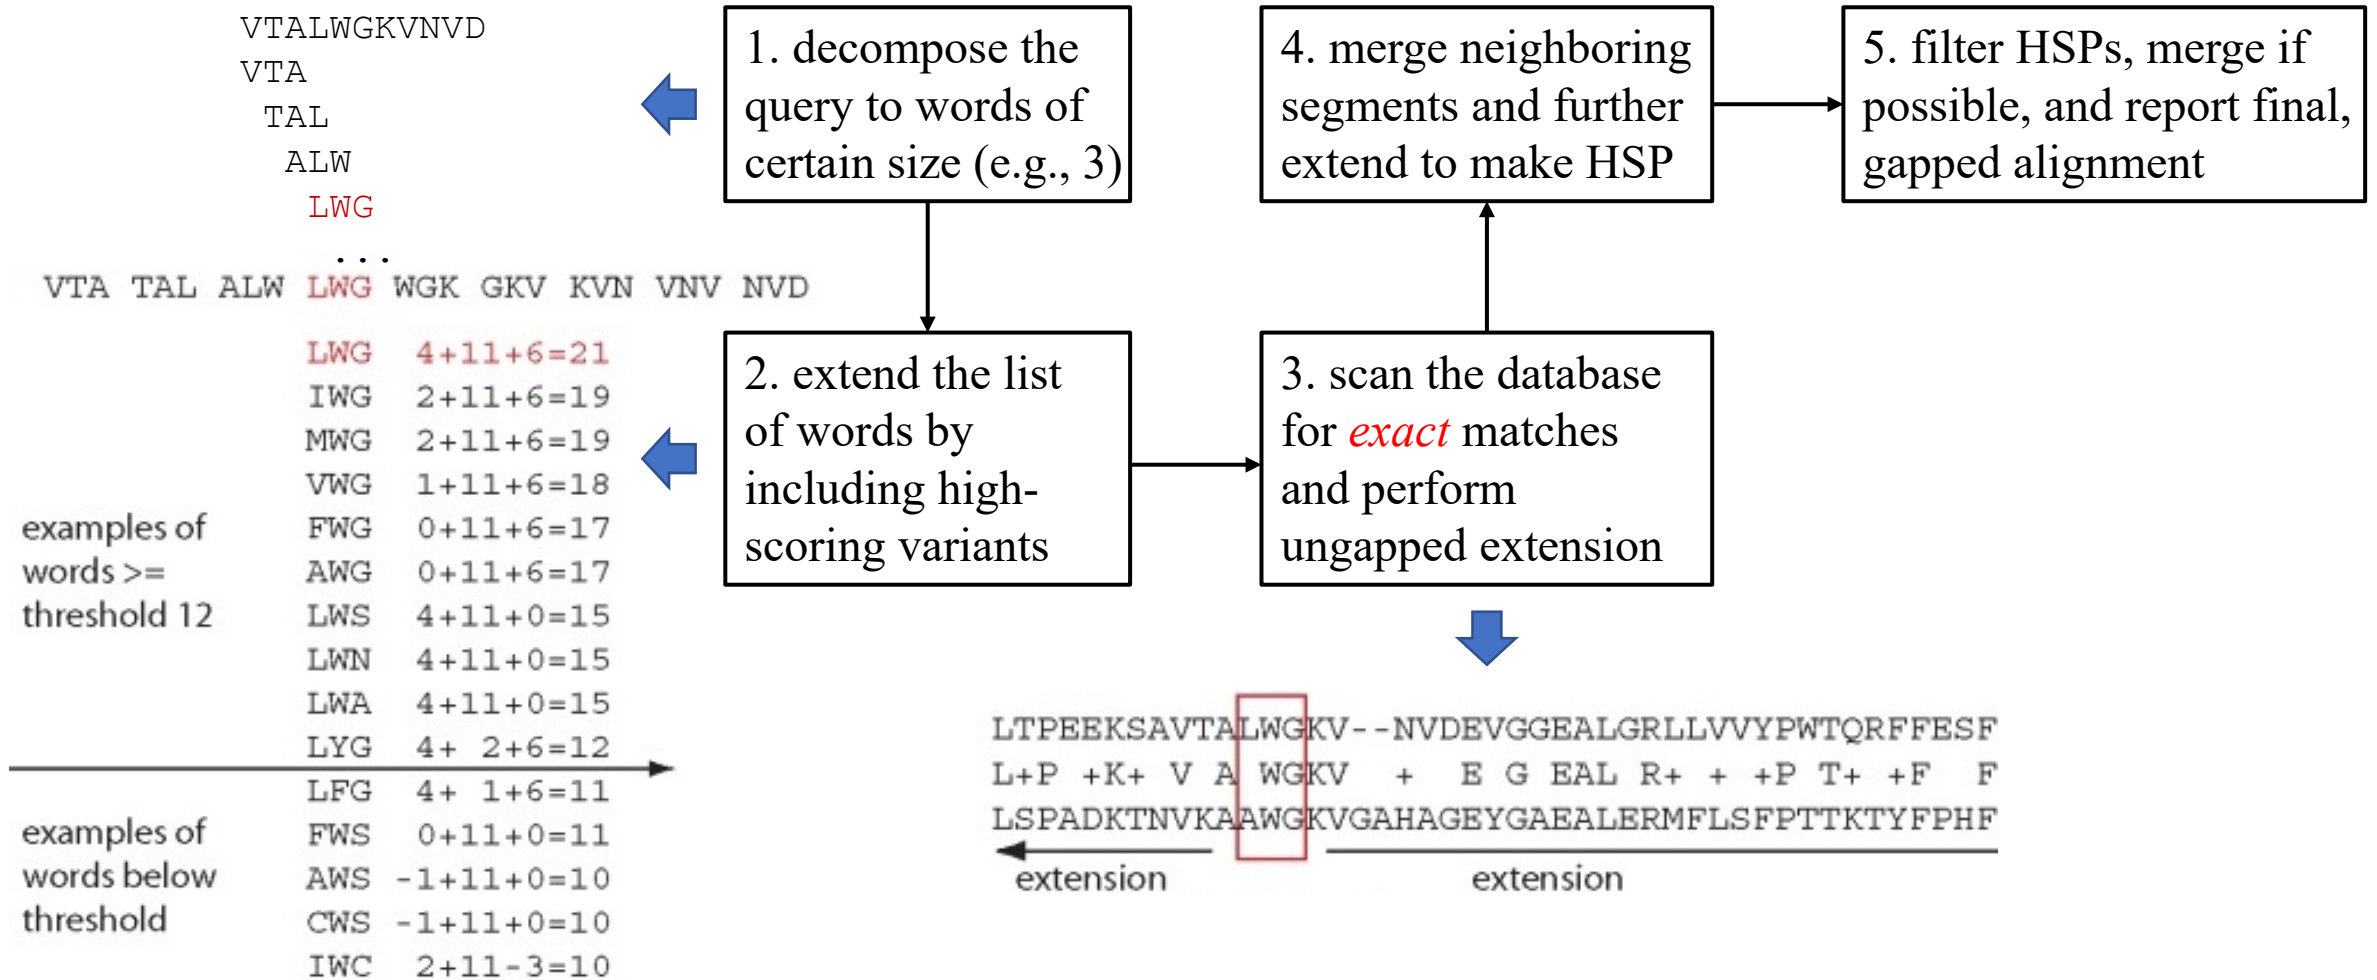 VTALWGKVNVD
VTA
TAL
ALW
LWG
...
VTA TAL ALW LWG WGK GKV KVN VNV NVD
LWG 4+11+6=21
IWG 2+11+6=19
MWG 2+11+6=19
VWG 1+11+6=18
FWG 0+11+6=17
AWG 0+11+6=17
LWS 4+11+0=15
LWN 4+11+0=15
LWA 4+11+0=15
LYG 4+ 2+6=12
LFG 4+ 1+6=11
FWS 0+11+0=11
AWS -1+11+0=10
CWS -1+11+0=10
IWC 2+11-3=10
examples of
words >=
threshold 12
examples of
words below
threshold
1. decompose the
query to words of
certain size (e.g., 3)
2. extend the list
of words by
including high-
scoring variants
3. scan the database
for exact matches
and perform
ungapped extension
4. merge neighboring
segments and further
extend to make HSP
5. filter HSPs, merge if
possible, and report final,
gapped alignment
LTPEEKSAVTALWGKV--NVDEVGGEALGRLLVVYPWTQRFFESF
L+P +K+ V A WGKV + E G EAL R+ + +P T+ +F F
LSPADKTNVKAAWGKVGAHAGEYGAEALERMFLSFPTTKTYFPHF
extension
extension